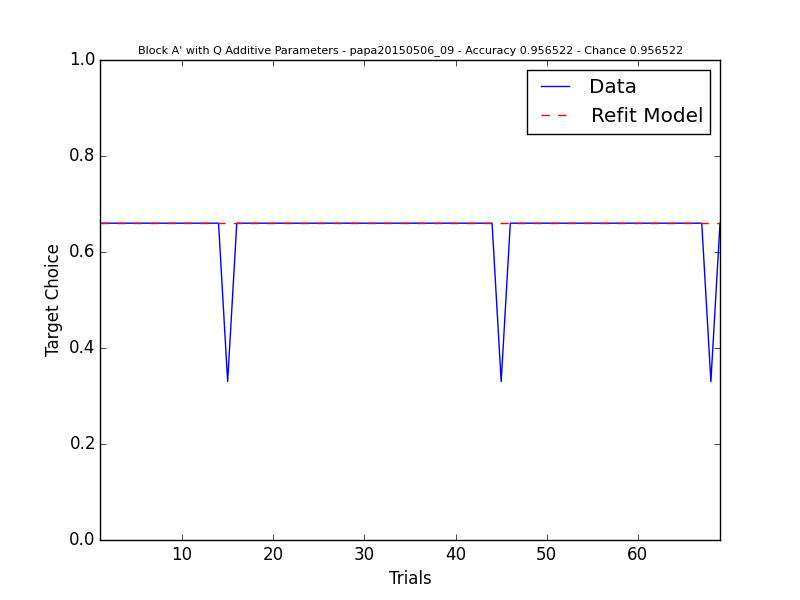 Block A' with Q Additive Parameters - papa20150506_09 - Accuracy 0.956522 - Chance 0.956522
1.0
Data
Refit Model
0.8
0.6
Target Choice
0.4
0.2
0.0
10 20 30 40 50 60
Trials